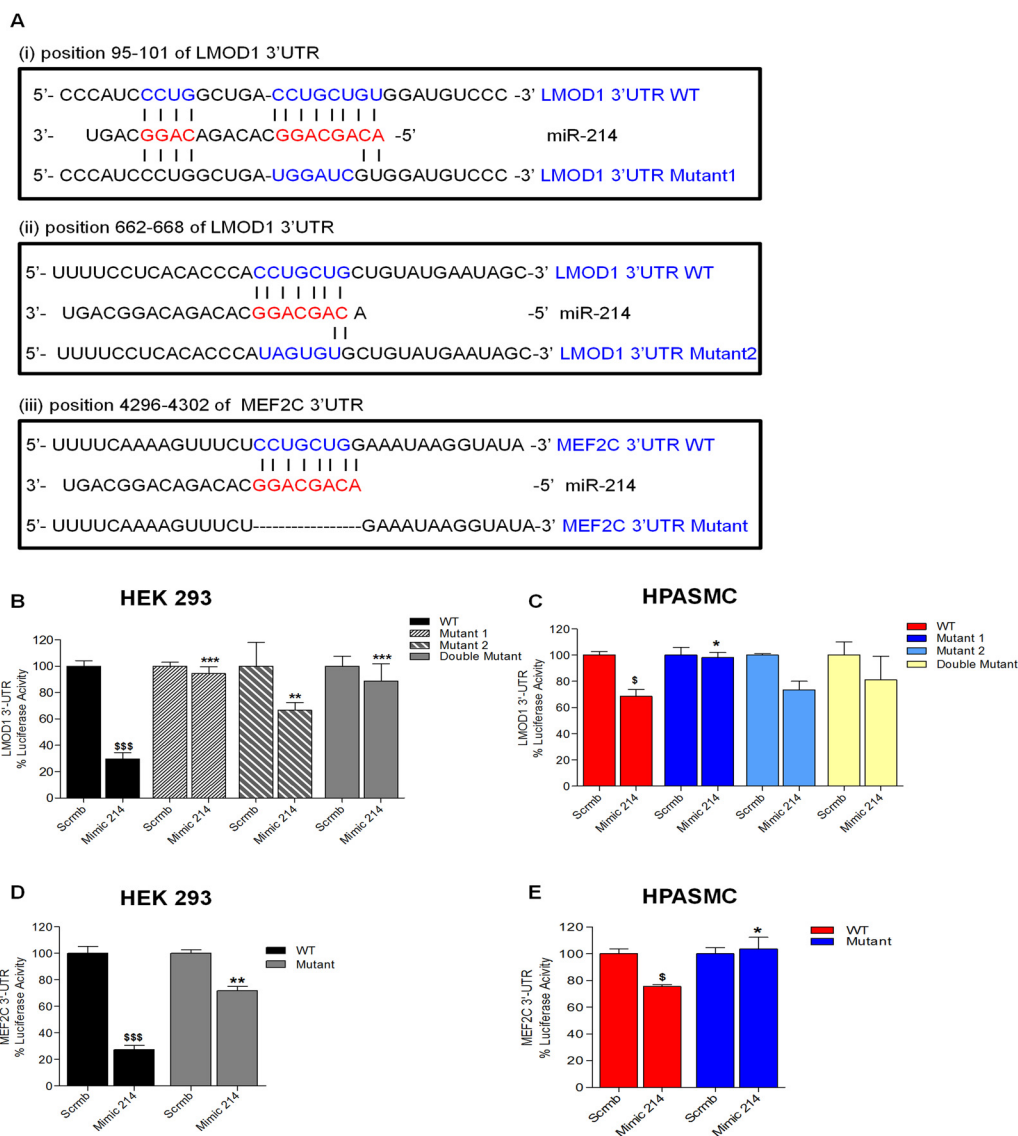 A
(i) position 95-101 of LMOD1 3'UTR
5'- CCCAUCCCUGGCUGA-CCUGCUGUGGAUGUCCC -3' LMOD1 3'UTR WT
3'- UGACGGACAGACACGGACGACA -5' miR-214
5'- CCCAUCCCUGGCUGA-UGGAUCGUGGAUGUCCC -3' LMOD1 3'UTR Mutant1
(ii) position 662-668 of LMOD1 3'UTR
5'- UUUUCCUCACACCCACCUGCUGCUGUAUGAAUAGC-3' LMOD1 3'UTR WT
3'- UGACGGACAGACACGGACGAC A -5' miR-214
5'- UUUUCCUCACACCCAUAGUGUGCUGUAUGAAUAGC-3' LMOD1 3'UTR Mutant2
(iii) position 4296-4302 of MEF2C 3'UTR
5'- UUUUCAAAAGUUUCUCCUGCUGGAAAUAAGGUAUA -3' MEF2C 3'UTR WT
3'- UGACGGACAGACACGGACGACA -5' miR-214
5'- UUUUCAAAAGUUUCU-----------------GAAAUAAGGUAUA-3' MEF2C 3'UTR Mutant
B
HEK 293
WT
Mutant 1
Mutant 2
Double Mutant
LMOD1 3'-UTR
% Luciferase Acivity
120
100
80
60
40
20
0
$$$
***
**
***
Scrmb
Mimic 214
Scrmb
Mimic 214
Scrmb
Mimic 214
Scrmb
Mimic 214
C
HPASMC
WT
Mutant 1
Mutant 2
Double Mutant
LMOD1 3'-UTR
% Luciferase Acivity
120
100
80
60
40
20
0
$
*
Scrmb
Mimic 214
Scrmb
Mimic 214
Scrmb
Mimic 214
Scrmb
Mimic 214
D
HEK 293
WT
Mutant
MEF2C 3'-UTR
% Luciferase Acivity
120
100
80
60
40
20
0
$$$
**
Scrmb
Mimic 214
Scrmb
Mimic 214
E
HPASMC
WT
Mutant
MEF2C 3'-UTR
% Luciferase Acivity
120
100
80
60
40
20
0
$
*
Scrmb
Mimic 214
Scrmb
Mimic 214